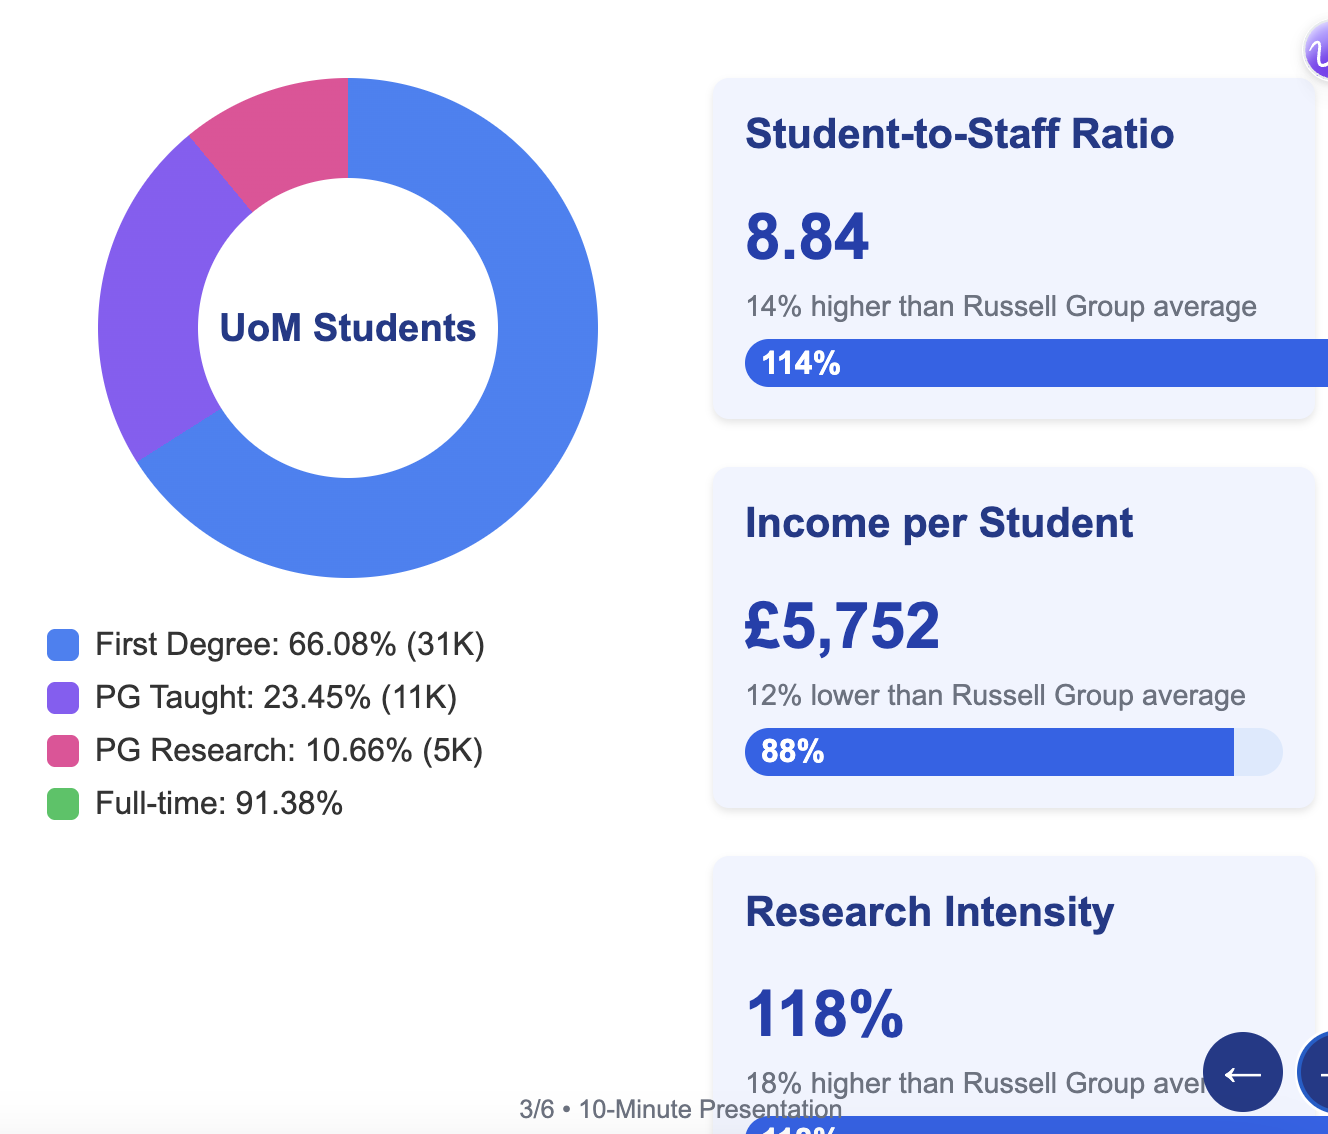 UoM Students
First Degree: 66.08% (31K)
PG Taught: 23.45% (11K)
PG Research: 10.66% (5K)
Full-time: 91.38%
Student-to-Staff Ratio
8.84
14% higher than Russell Group average
114%
Income per Student
£5,752
12% lower than Russell Group average
88%
Research Intensity
118%
18% higher than Russell Group
118%
3/6 • 10-Minute Presentation